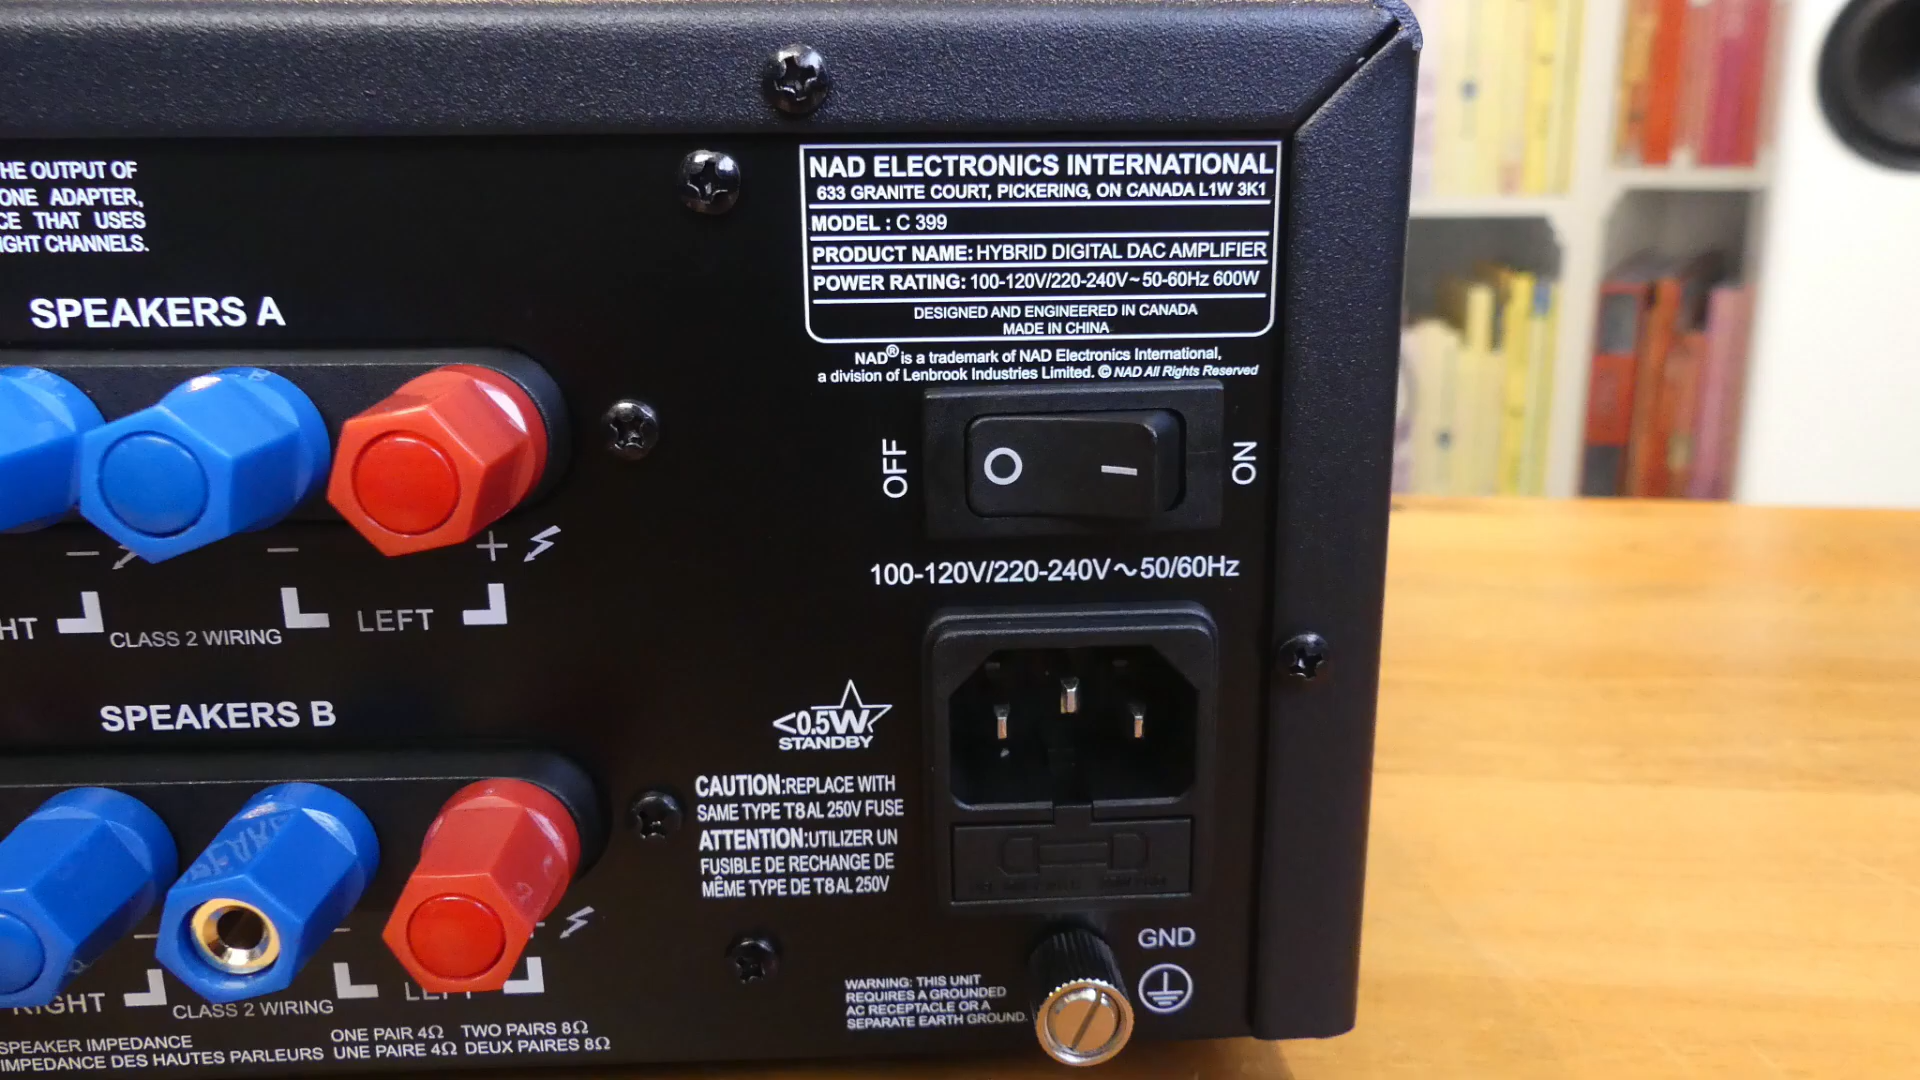 HE OUTPUT OF
ONE ADAPTER,
CE THAT USES
IGHT CHANNELS.
NAD ELECTRONICS INTERNATIONAL
633 GRANITE COURT, PICKERING, ON CANADA L1W 3K1
MODEL : C 399
PRODUCT NAME: HYBRID DIGITAL DAC AMPLIFIER
POWER RATING: 100-120V/220-240V~50-60Hz 600W
DESIGNED AND ENGINEERED IN CANADA
MADE IN CHINA
NAD® is a trademark of NAD Electronics International,
a division of Lenbrook Industries Limited. © NAD All Rights Reserved
SPEAKERS A
OFF
O
ON
100-120V/220-240V~50/60Hz
− − +
HT CLASS 2 WIRING LEFT
SPEAKERS B
<0.5W
STANDBY
CAUTION:REPLACE WITH
SAME TYPE T8AL 250V FUSE
ATTENTION:UTILIZER UN
FUSIBLE DE RECHANGE DE
MÊME TYPE DE T8AL 250V
RIGHT CLASS 2 WIRING LEFT
SPEAKER IMPEDANCE ONE PAIR 4Ω TWO PAIRS 8Ω
IMPEDANCE DES HAUTES PARLEURS UNE PAIRE 4Ω DEUX PAIRES 8Ω
GND
WARNING: THIS UNIT
REQUIRES A GROUNDED
AC RECEPTACLE OR A
SEPARATE EARTH GROUND.